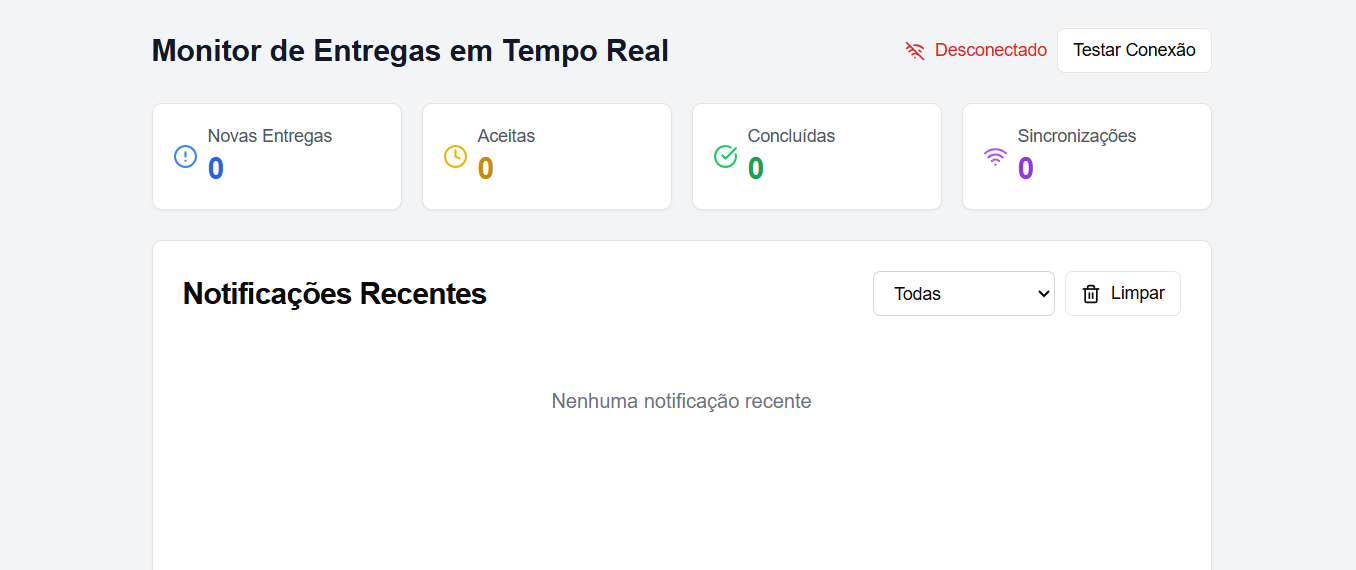 Monitor de Entregas em Tempo Real
Desconectado
Testar Conexão
Novas Entregas
0
Aceitas
0
Concluídas
0
Sincronizações
0
Notificações Recentes
Todas
Limpar
Nenhuma notificação recente